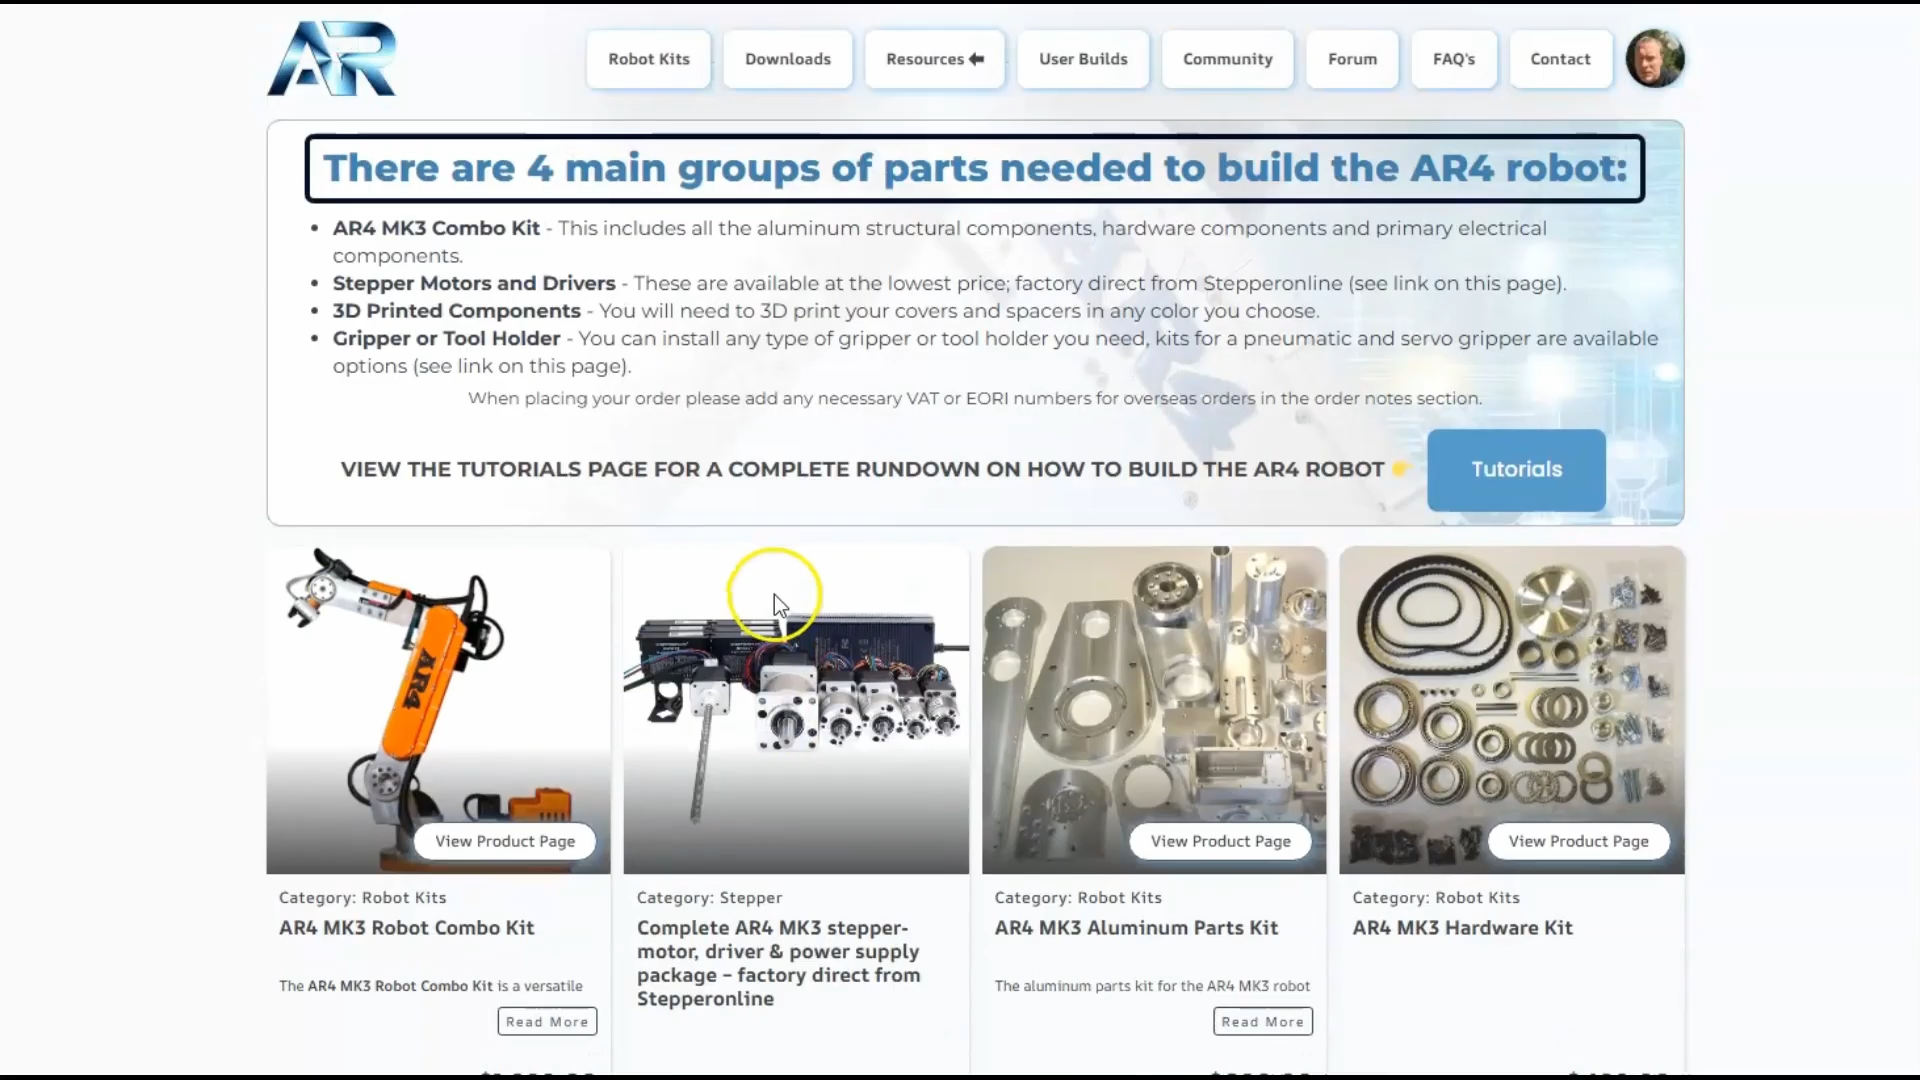 AR
Robot Kits
Downloads
Resources
User Builds
Community
Forum
FAQ's
Contact
There are 4 main groups of parts needed to build the AR4 robot:
AR4 MK3 Combo Kit - This includes all the aluminum structural components, hardware components and primary electrical
components.
Stepper Motors and Drivers - These are available at the lowest price; factory direct from Stepperonline (see link on this page).
3D Printed Components - You will need to 3D print your covers and spacers in any color you choose.
Gripper or Tool Holder - You can install any type of gripper or tool holder you need, kits for a pneumatic and servo gripper are available
options (see link on this page).
When placing your order please add any necessary VAT or EORI numbers for overseas orders in the order notes section.
VIEW THE TUTORIALS PAGE FOR A COMPLETE RUNDOWN ON HOW TO BUILD THE AR4 ROBOT
Tutorials
AR4
View Product Page
Category: Robot Kits
AR4 MK3 Robot Combo Kit
The AR4 MK3 Robot Combo Kit is a versatile
Read More
Category: Stepper
Complete AR4 MK3 stepper-
motor, driver & power supply
package – factory direct from
Stepperonline
View Product Page
Category: Robot Kits
AR4 MK3 Aluminum Parts Kit
The aluminum parts kit for the AR4 MK3 robot
Read More
View Product Page
Category: Robot Kits
AR4 MK3 Hardware Kit